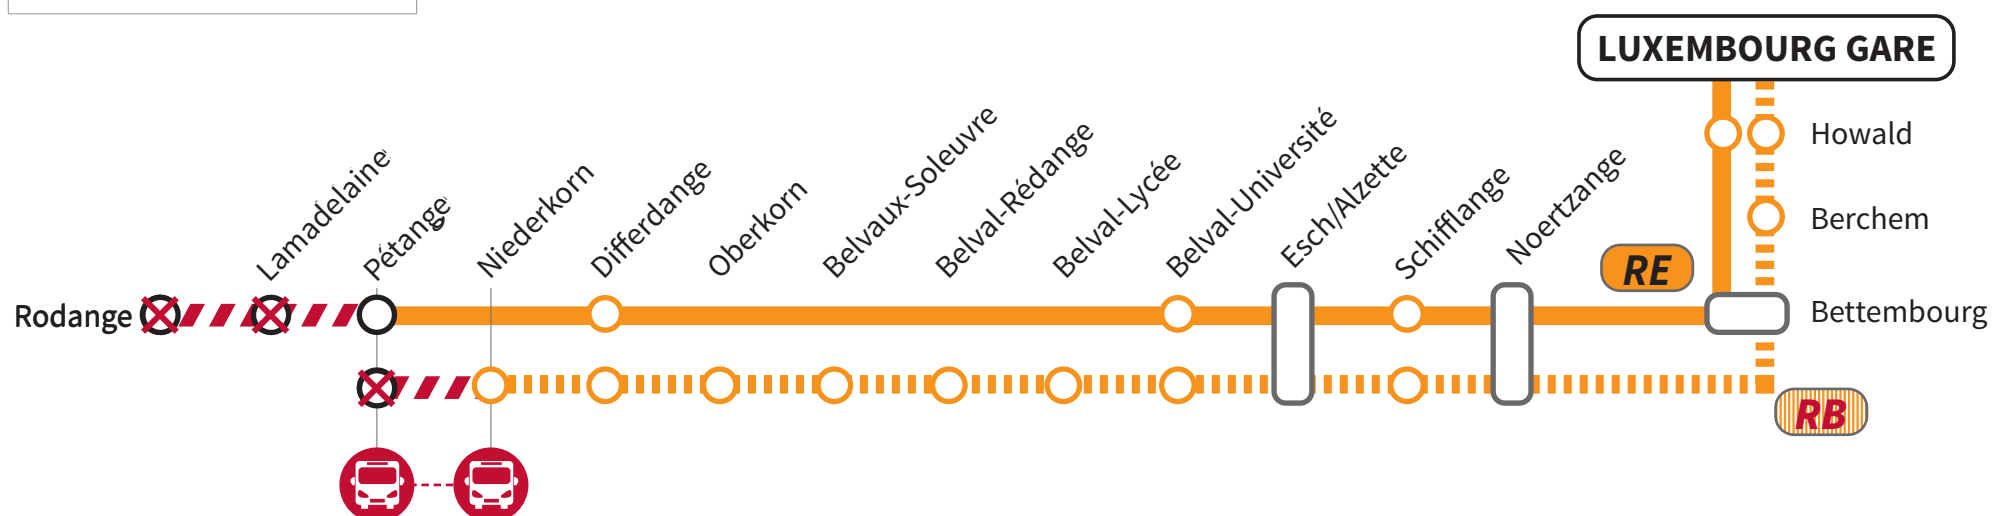 LUXEMBOURG GARE
Howald
Berchem
Bettembourg
Rodange
Lamadelaine
Pétange
Niederkorn
Differdange
Oberkorn
Belvaux-Soleuvre
Belval-Rédange
Belval-Lycée
Belval-Université
Esch/Alzette
Schifflange
Noertzange
RE
RB